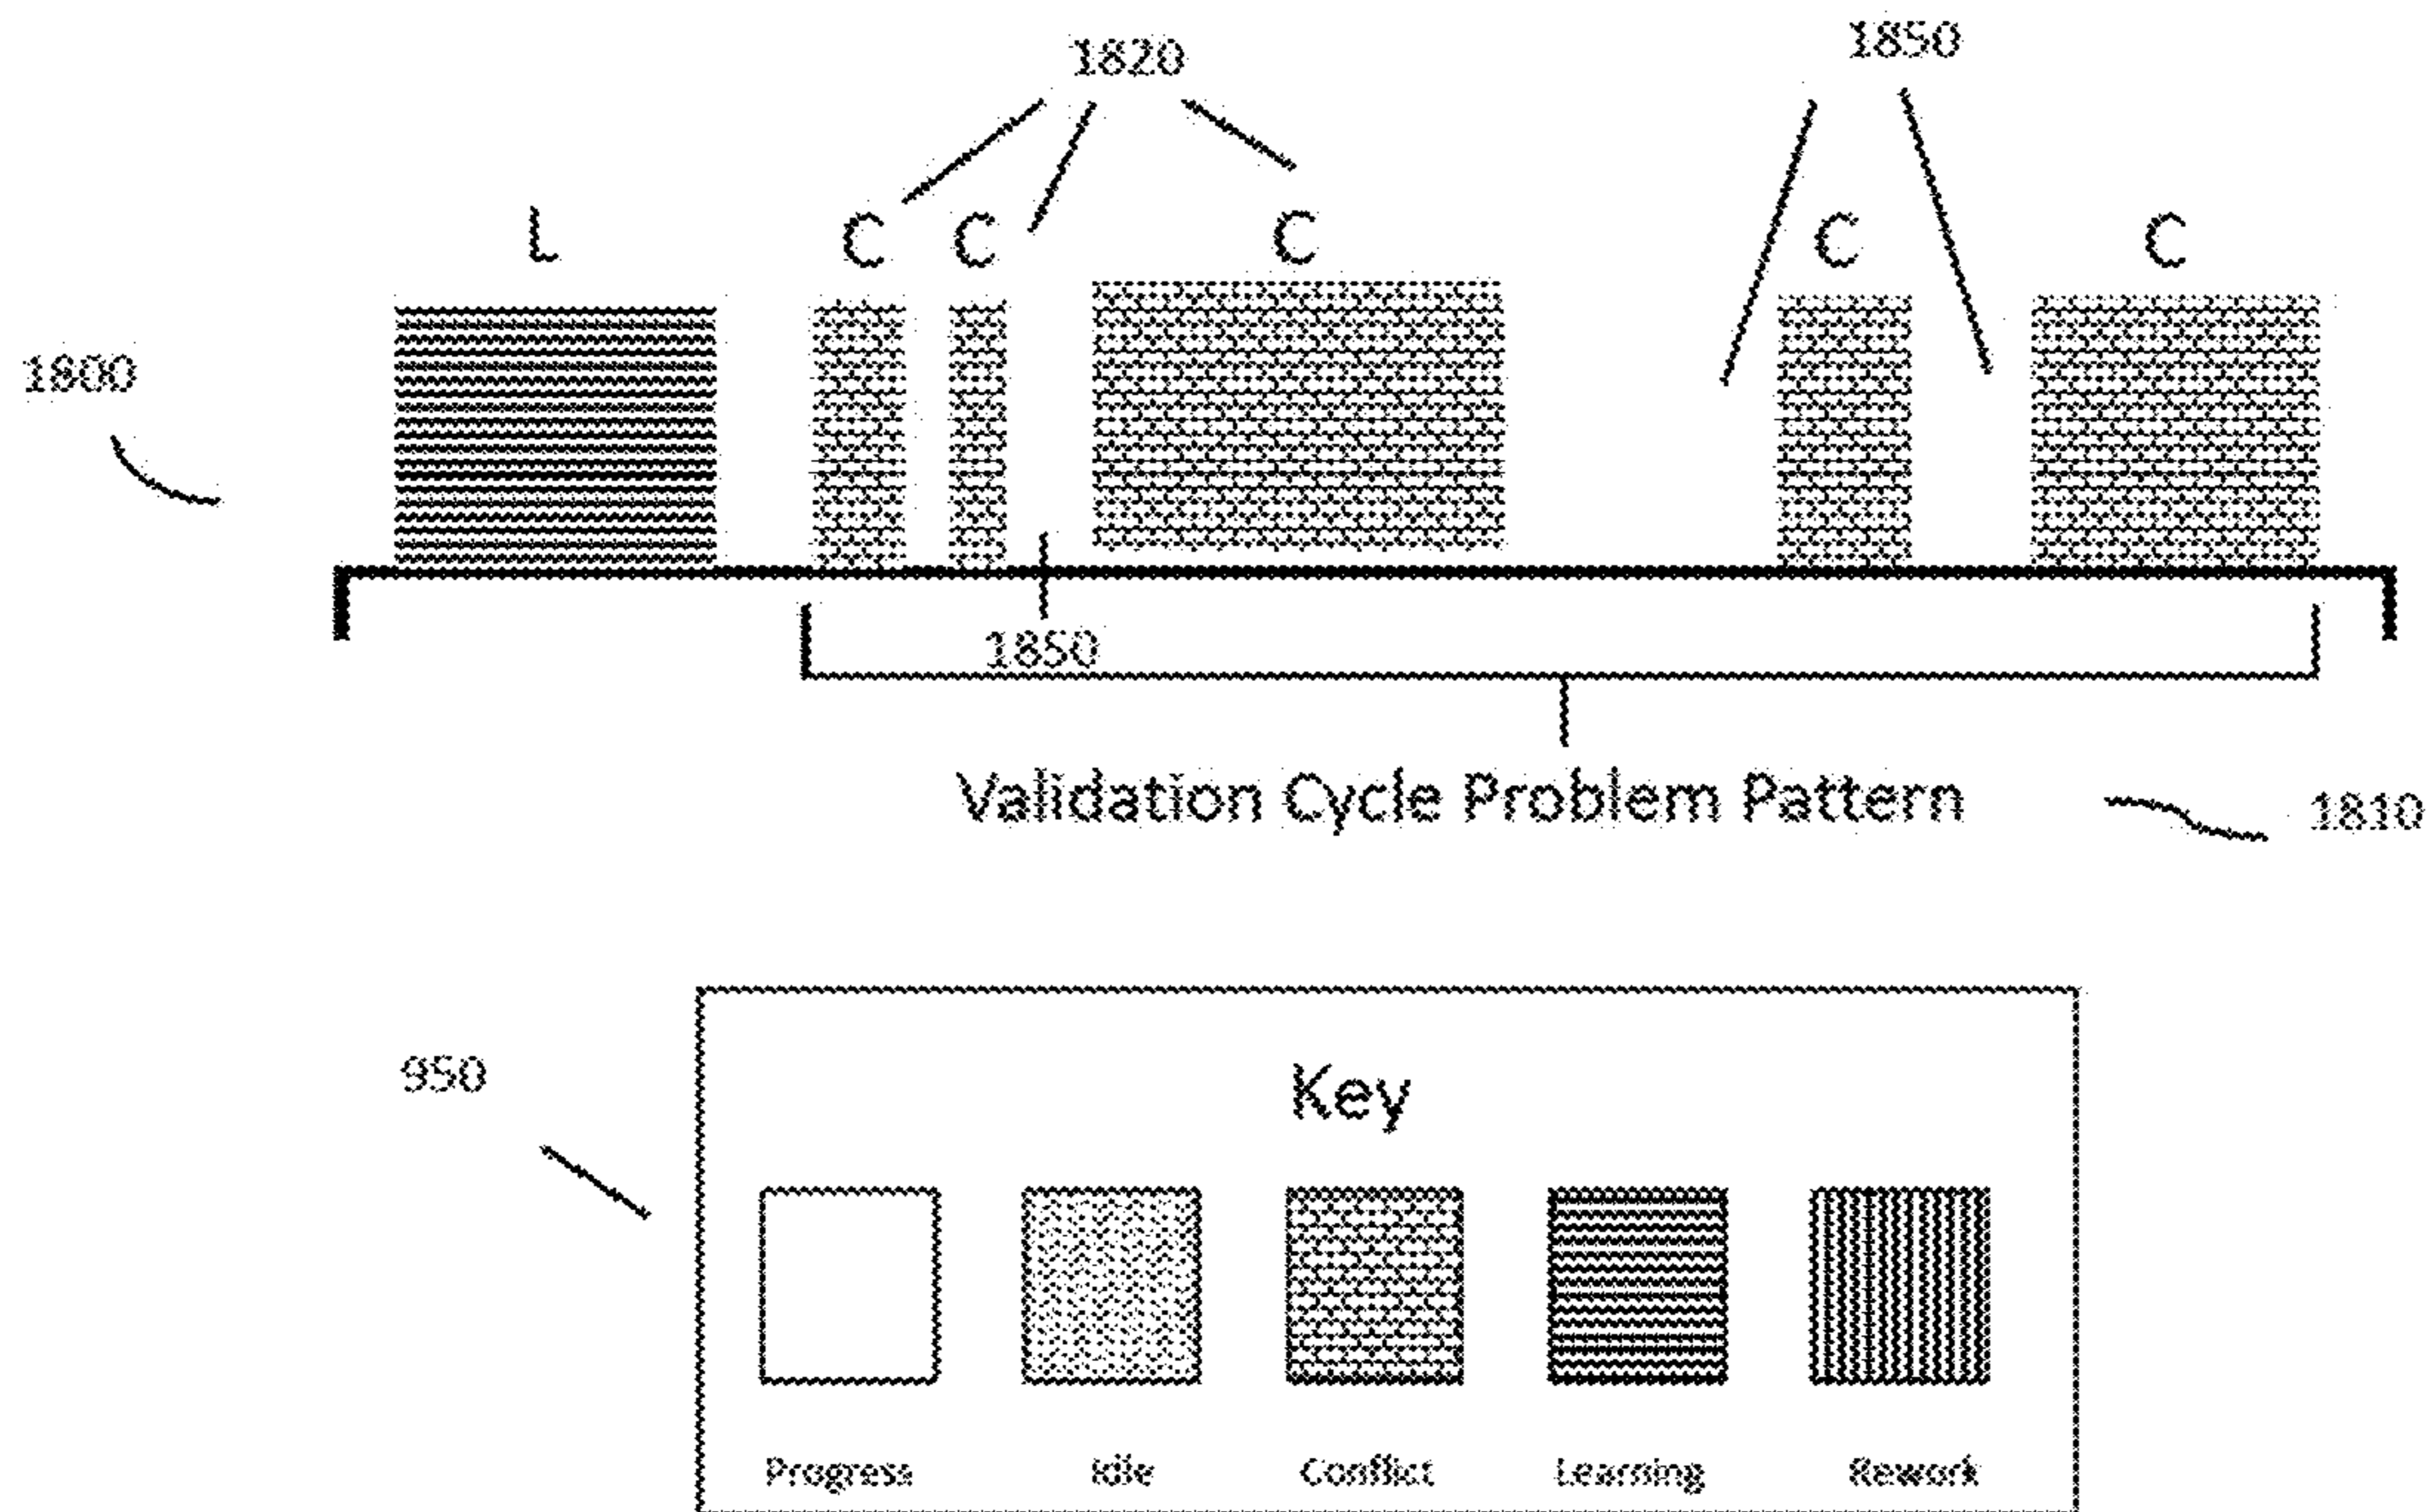 1820
1850
L C C C C C
1800
1850
Validation Cycle Problem Pattern
1810
950
Key
Progress Idle Conflict Learning Rework